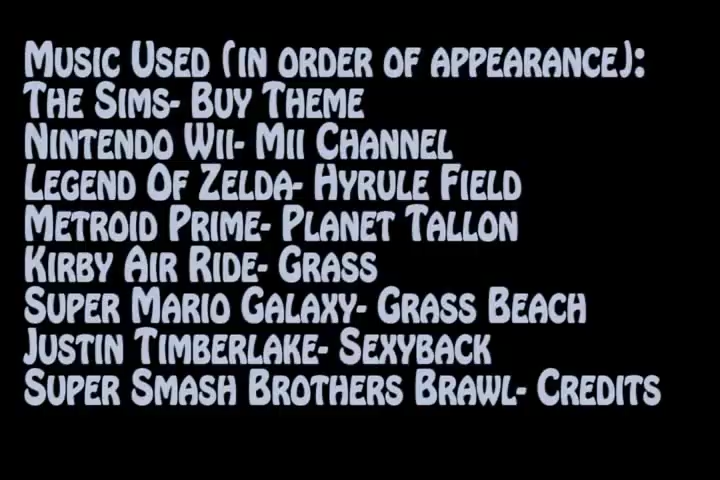 Music Used (in order of appearance):
The Sims- Buy Theme
Nintendo Wii- Mii Channel
Legend Of Zelda- Hyrule Field
Metroid Prime- Planet Tallon
Kirby Air Ride- Grass
Super Mario Galaxy- Grass Beach
Justin Timberlake- Sexyback
Super Smash Brothers Brawl- Credits